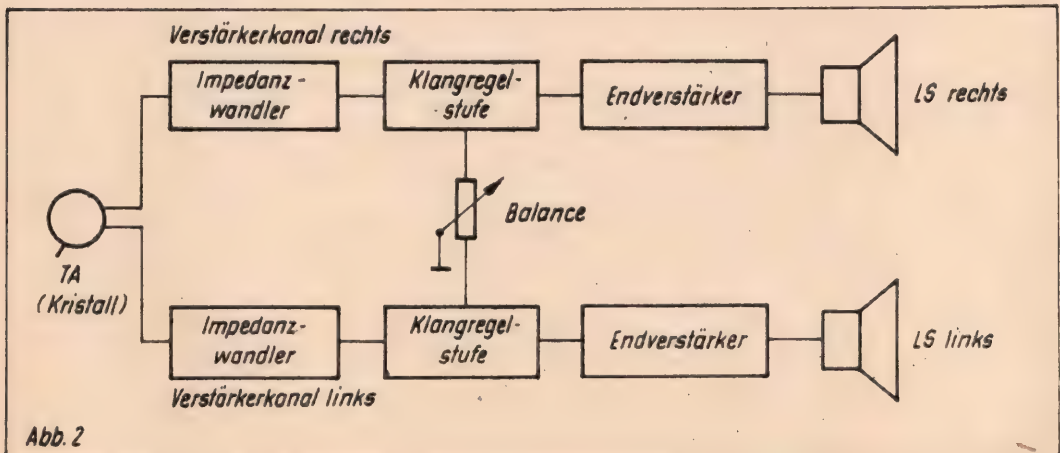 Verstärkerkanal rechts
Impedanz-
wandler
Klangregel-
stufe
Endverstärker
LS rechts
Balance
TA
(Kristall)
Impedanz-
wandler
Klangregel-
stufe
Endverstärker
LS links
Verstärkerkanal links
Abb. 2